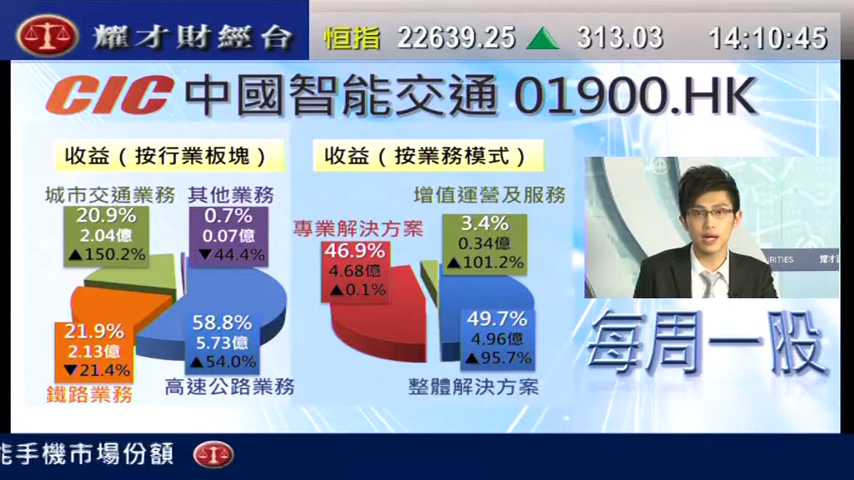 耀才財經台
恒指 22639.25 ▲ 313.03 14:10:45
CIC 中國智能交通 01900.HK
收益(按行業板塊)
城市交通業務
20.9%
2.04億
▲150.2%
其他業務
0.7%
0.07億
▼44.4%
21.9%
2.13億
▼21.4%
鐵路業務
58.8%
5.73億
▲54.0%
高速公路業務
收益(按業務模式)
增值運營及服務
3.4%
0.34億
▲101.2%
專業解決方案
46.9%
4.68億
▲0.1%
49.7%
4.96億
▲95.7%
整體解決方案
RITIES 耀才
每周一股
能手機市場份額